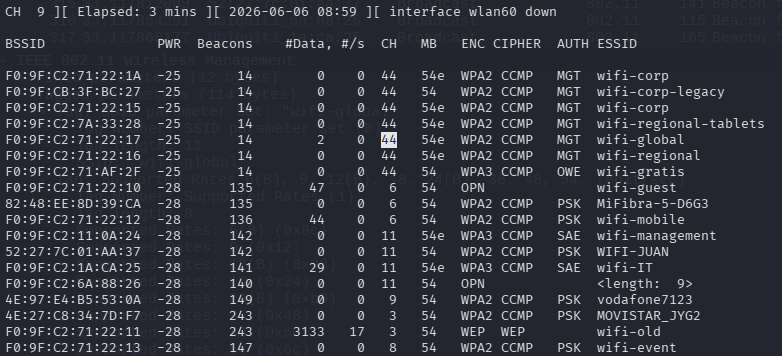 CH  9 ][ Elapsed: 3 mins ][ 2026-06-06 08:59 ][ interface wlan60 down
BSSID              PWR  Beacons    #Data, #/s  CH   MB   ENC CIPHER  AUTH ESSID
F0:9F:C2:71:22:1A  -25       14        0    0  44   54e  WPA2 CCMP   MGT  wifi-corp
F0:9F:CB:3F:BC:27  -25       14        0    0  44   54   WPA2 CCMP   MGT  wifi-corp-legacy
F0:9F:C2:71:22:15  -25       14        0    0  44   54e  WPA2 CCMP   MGT  wifi-corp
F0:9F:C2:7A:33:28  -25       14        0    0  44   54e  WPA2 CCMP   MGT  wifi-regional-tablets
F0:9F:C2:71:22:17  -25       14        2    0  44   54e  WPA2 CCMP   MGT  wifi-global
F0:9F:C2:71:22:16  -25       14        0    0  44   54e  WPA2 CCMP   MGT  wifi-regional
F0:9F:C2:71:AF:2F  -25       14        0    0  44   54   WPA3 CCMP   OWE  wifi-gratis
F0:9F:C2:71:22:10  -28      135       47    0   6   54   OPN              wifi-guest
82:48:EE:8D:39:CA  -28      135        0    0   6   54   WPA2 CCMP   PSK  MiFibra-5-D6G3
F0:9F:C2:71:22:12  -28      136       44    0   6   54   WPA2 CCMP   PSK  wifi-mobile
F0:9F:C2:11:0A:24  -28      142        0    0  11   54e  WPA3 CCMP   SAE  wifi-management
52:27:7C:01:AA:37  -28      142        0    0  11   54   WPA2 CCMP   PSK  WIFI-JUAN
F0:9F:C2:1A:CA:25  -28      141       29    0  11   54e  WPA3 CCMP   SAE  wifi-IT
F0:9F:C2:6A:88:26  -28      140        0    0  11   54   OPN              <length:  9>
4E:97:E4:B5:53:0A  -28      149        0    0   9   54   WPA2 CCMP   PSK  vodafone7123
4E:27:C8:34:7D:F7  -28      243        0    0   3   54   WPA2 CCMP   PSK  MOVISTAR_JYG2
F0:9F:C2:71:22:11  -28      243     3133   17   3   54   WEP  WEP         wifi-old
F0:9F:C2:71:22:13  -28      147        0    0   8   54   WPA2 CCMP   PSK  wifi-event